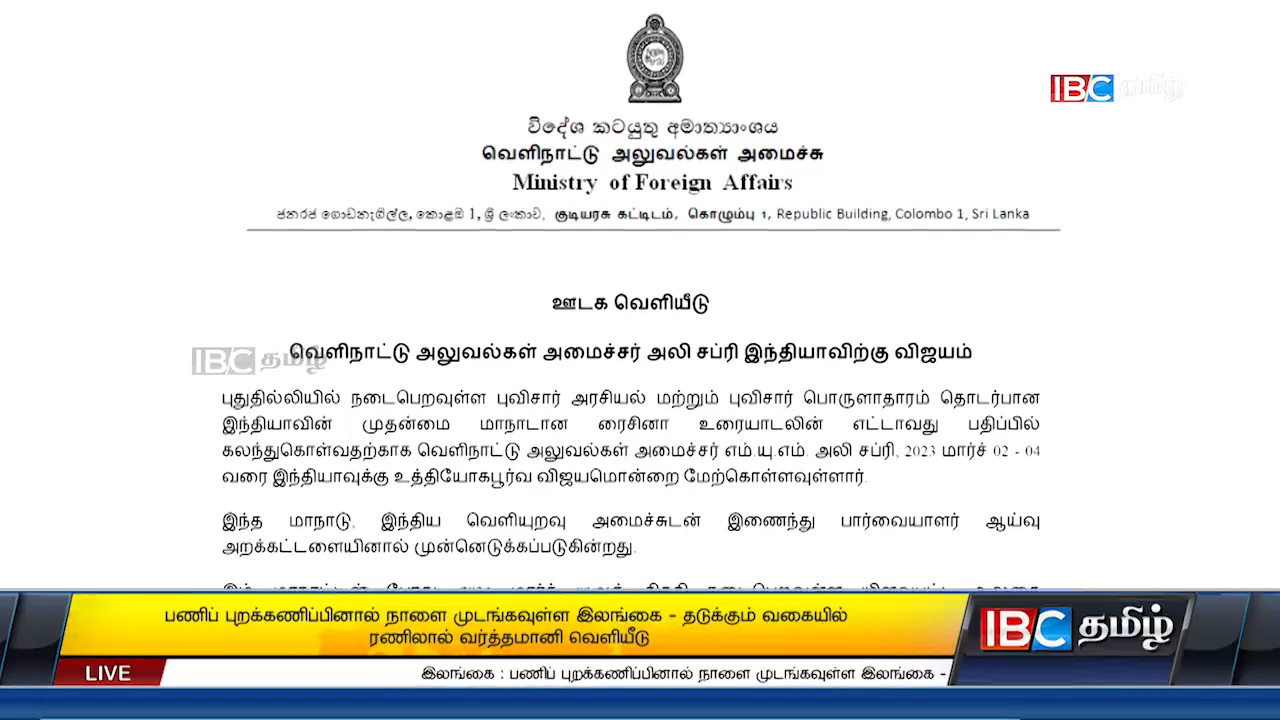 IBC தமிழ்
විදේශ කටයුතු අමාත්‍යාංශය
வெளிநாட்டு அலுவல்கள் அமைச்சு
Ministry of Foreign Affairs
ජනරජ ගොඩනැගිල්ල, කොළඹ 1, ශ්‍රී ලංකාව, குடியரசு கட்டிடம், கொழும்பு 1, Republic Building, Colombo 1, Sri Lanka
ஊடக வெளியீடு
IBC தமிழ்
வெளிநாட்டு அலுவல்கள் அமைச்சர் அலி சப்ரி இந்தியாவிற்கு விஜயம்
புதுதில்லியில் நடைபெறவுள்ள புவிசார் அரசியல் மற்றும் புவிசார் பொருளாதாரம் தொடர்பான
இந்தியாவின் முதன்மை மாநாடான ரைசினா உரையாடலின் எட்டாவது பதிப்பில்
கலந்துகொள்வதற்காக வெளிநாட்டு அலுவல்கள் அமைச்சர் எம்.யு.எம். அலி சப்ரி, 2023 மார்ச் 02 - 04
வரை இந்தியாவுக்கு உத்தியோகபூர்வ விஜயமொன்றை மேற்கொள்ளவுள்ளார்.
இந்த மாநாடு, இந்திய வெளியுறவு அமைச்சுடன் இணைந்து பார்வையாளர் ஆய்வு
அறக்கட்டளையினால் முன்னெடுக்கப்படுகின்றது.
பணிப் புறக்கணிப்பினால் நாளை முடங்கவுள்ள இலங்கை - தடுக்கும் வகையில்
ரணிலால் வர்த்தமானி வெளியீடு
IBC தமிழ்
LIVE
இலங்கை : பணிப் புறக்கணிப்பினால் நாளை முடங்கவுள்ள இலங்கை -